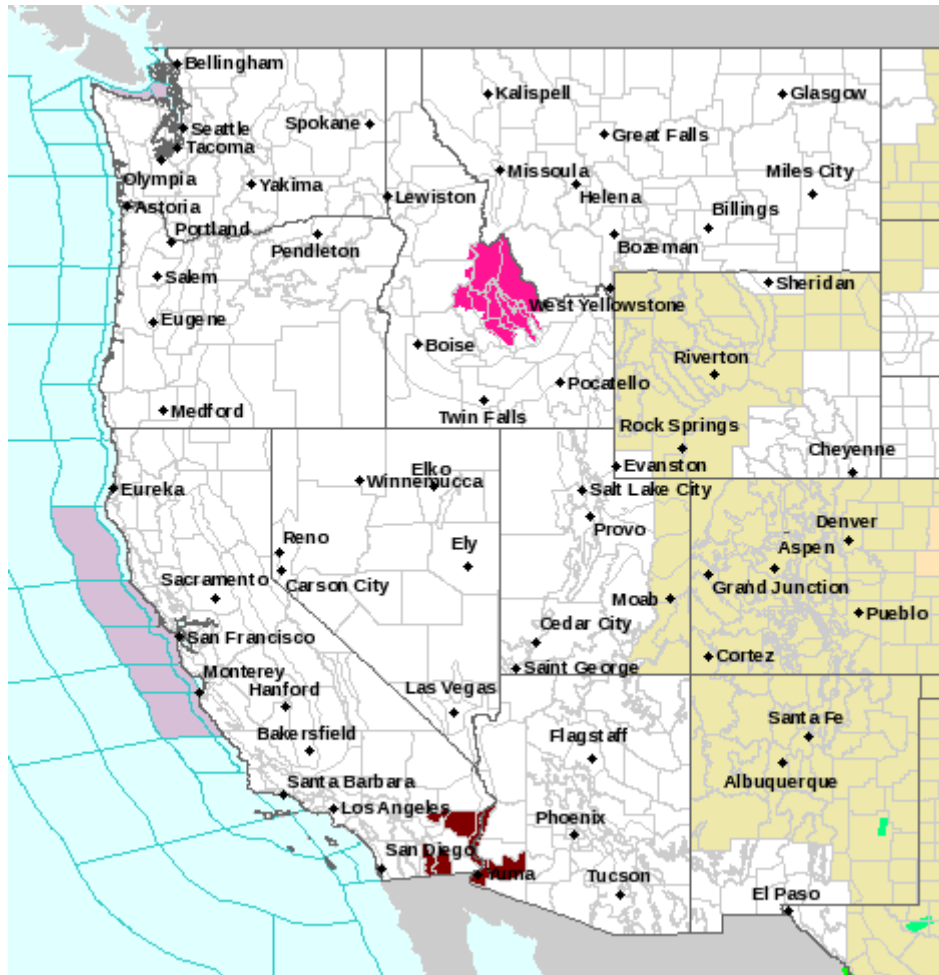 Bellingham
Kalispell
Glasgow
Seattle
Spokane
Great Falls
Tacoma
Missoula
Miles City
Olympia
Yakima
Lewiston
Helena
Astoria
Billings
Portland
Pendleton
Bozeman
Salem
Sheridan
West Yellowstone
Eugene
Boise
Riverton
Pocatello
Medford
Twin Falls
Rock Springs
Cheyenne
Elko
Evanston
Eureka
Winnemucca
Salt Lake City
Denver
Provo
Reno
Ely
Aspen
Sacramento
Carson City
Grand Junction
Moab
Pueblo
Cedar City
San Francisco
Cortez
Saint George
Monterey
Hanford
Las Vegas
Santa Fe
Bakersfield
Flagstaff
Albuquerque
Santa Barbara
Los Angeles
Phoenix
San Diego
Yuma
Tucson
El Paso